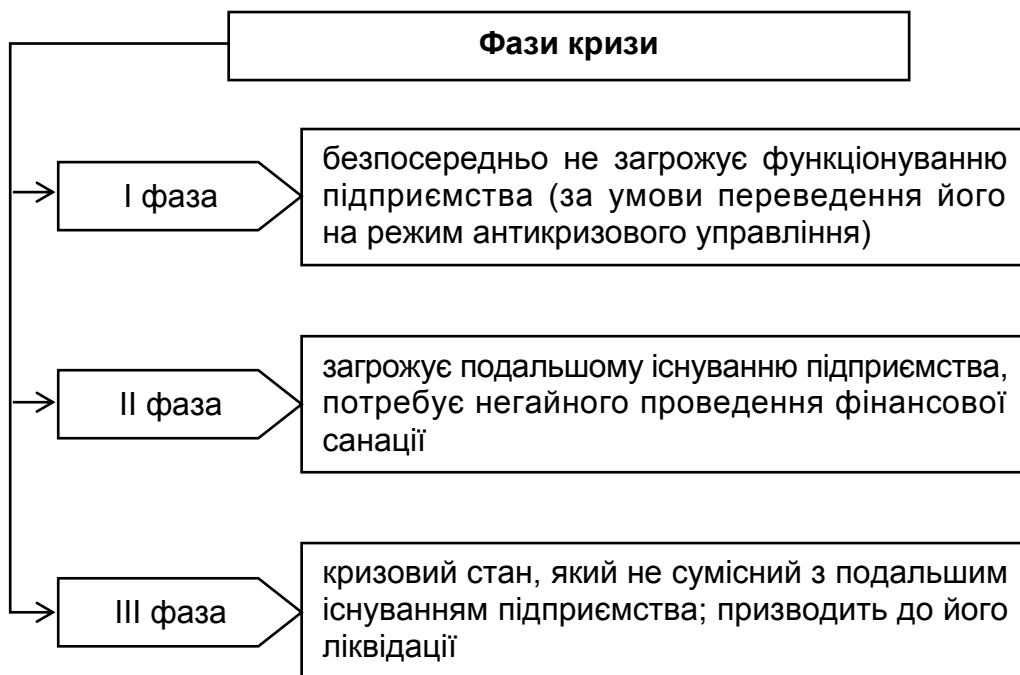 Фази кризи
І фаза
безпосередньо не загрожує функціонуванню
підприємства (за умови переведення його
на режим антикризового управління)
ІІ фаза
загрожує подальшому існуванню підприємства,
потребує негайного проведення фінансової
санації
ІІІ фаза
кризовий стан, який не сумісний з подальшим
існуванням підприємства; призводить до його
ліквідації